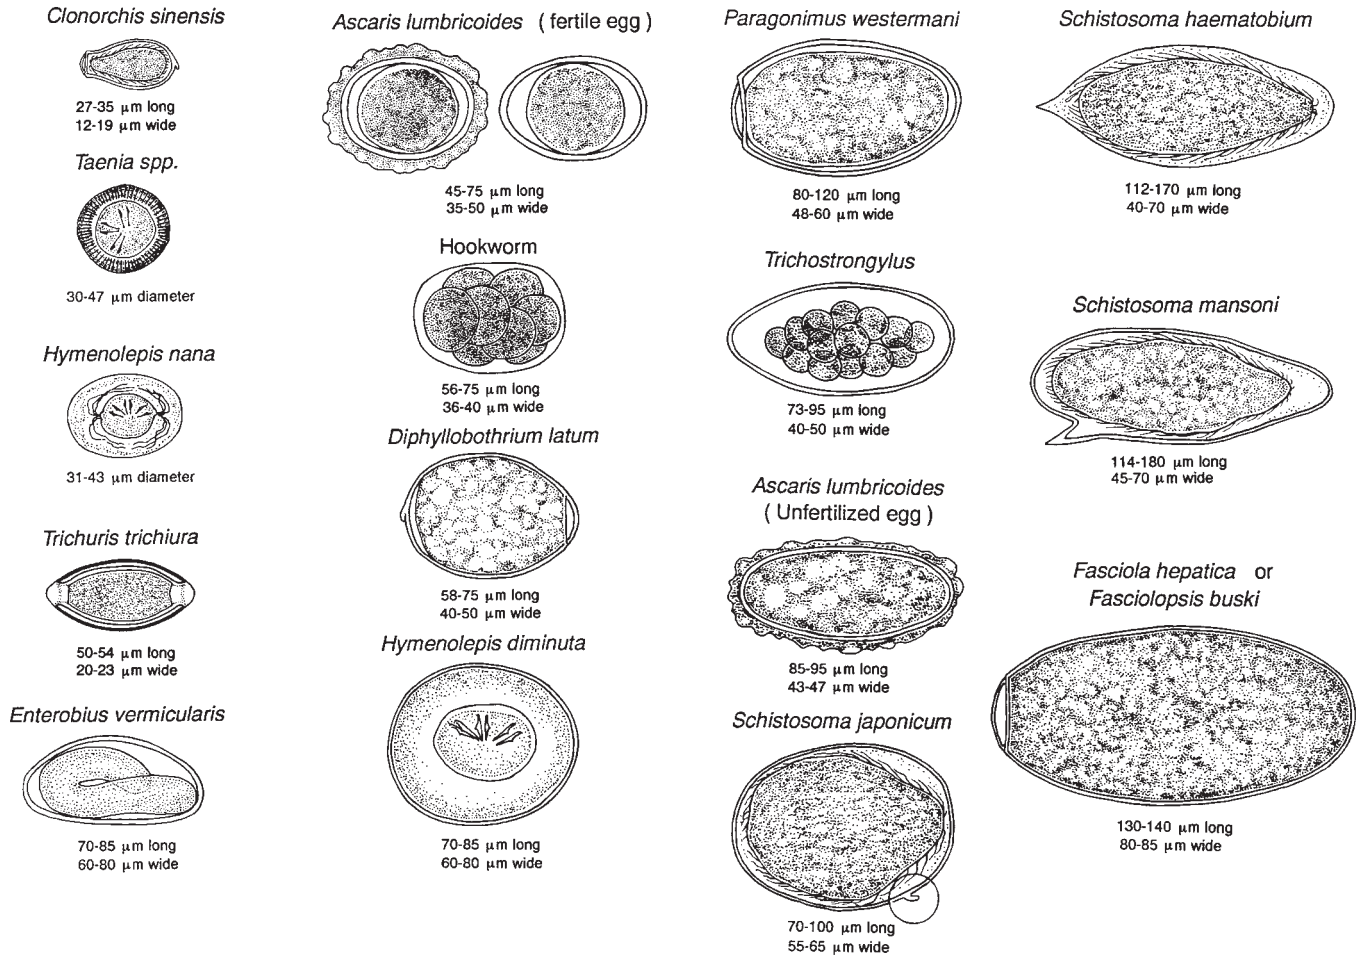 Clonorchis sinensis
27-35 µm long
12-19 µm wide
Taenia spp.
30-47 µm diameter
Hymenolepis nana
31-43 µm diameter
Trichuris trichiura
50-54 µm long
20-23 µm wide
Enterobius vermicularis
70-85 µm long
60-80 µm wide
Ascaris lumbricoides ( fertile egg )
45-75 µm long
35-50 µm wide
Hookworm
56-75 µm long
36-40 µm wide
Diphyllobothrium latum
58-75 µm long
40-50 µm wide
Hymenolepis diminuta
70-85 µm long
60-80 µm wide
Paragonimus westermani
80-120 µm long
48-60 µm wide
Trichostrongylus
73-95 µm long
40-50 µm wide
Ascaris lumbricoides
( Unfertilized egg )
85-95 µm long
43-47 µm wide
Schistosoma japonicum
70-100 µm long
55-65 µm wide
Schistosoma haematobium
112-170 µm long
40-70 µm wide
Schistosoma mansoni
114-180 µm long
45-70 µm wide
Fasciola hepatica or
Fasciolopsis buski
130-140 µm long
80-85 µm wide